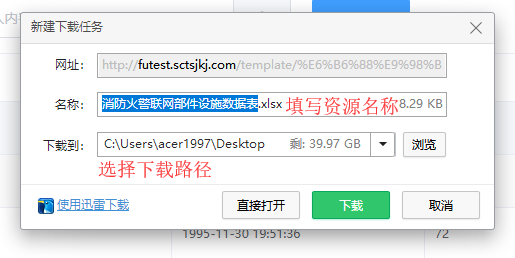 人内容
新建下载任务
网址： http://futest.sctsjkj.com/template/%E6%B6%88%E9%98%B
名称： 消防火警联网部件设施数据表.xlsx 填写资源名称 8.29 KB
下载到： C:\Users\acer1997\Desktop 剩: 39.97 GB 浏览
选择下载路径
使用迅雷下载 直接打开 下载 取消
1995-11-30 19:51:36 72